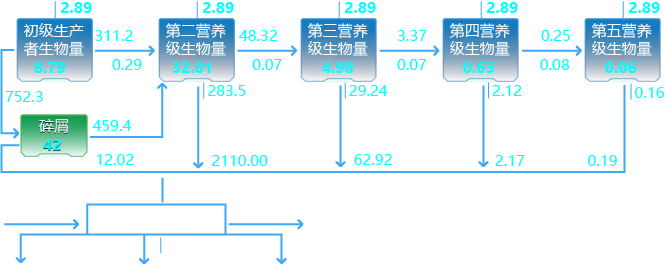 2.89 2.89 2.89 2.89 2.89
初级生产 第二营养 第三营养 第四营养 第五营养
者生物量 级生物量 级生物量 级生物量 级生物量
311.2 48.32 3.37 0.25
8.79 32.81 4.98 0.63 0.06
0.29 0.07 0.07 0.08
752.3 283.5 29.24 2.12 0.16
碎屑 459.4
42
12.02 2110.00 62.92 2.17 0.19